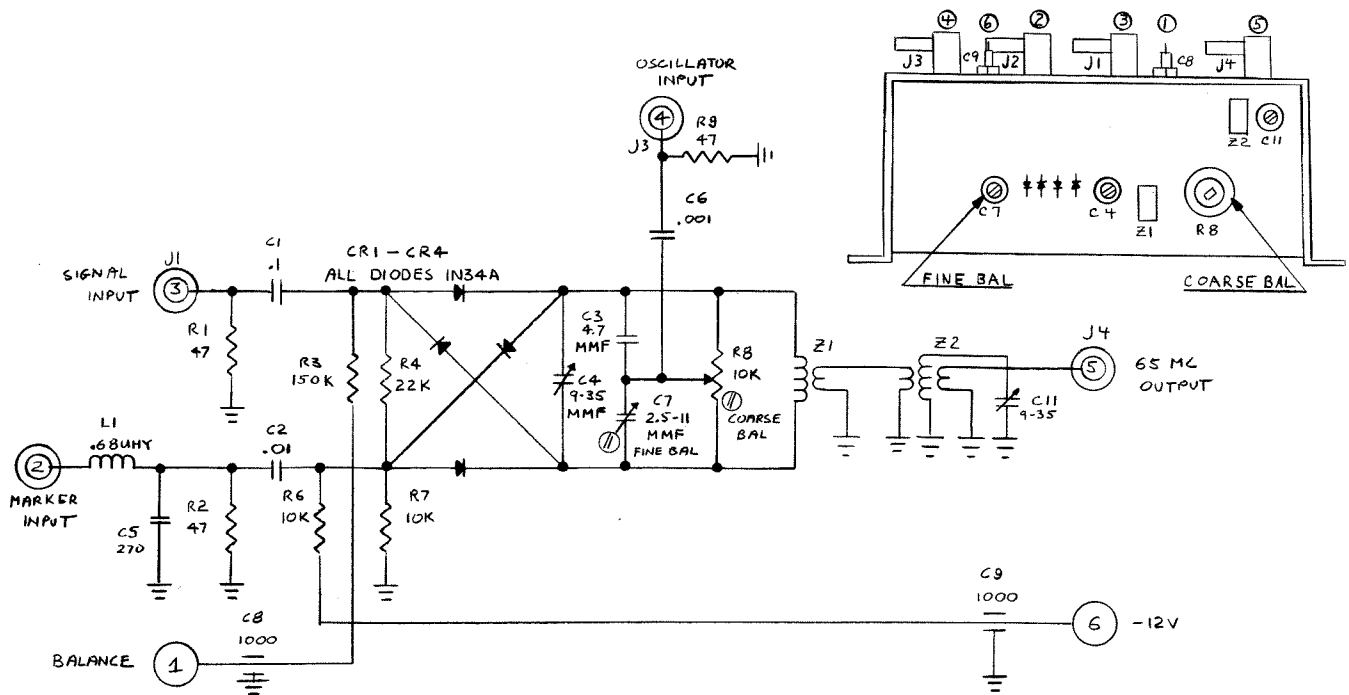 OSCILLATOR
INPUT
4
J3
R9
47
C6
.001
SIGNAL
INPUT
J1
3
C1
.1
R1
47
CR1 - CR4
ALL DIODES IN34A
R3
150K
R4
22K
C4
9-35
MMF
C3
4.7
MMF
C7
2.5-11
MMF
FINE BAL
R8
10K
COARSE
BAL
Z1
Z2
C11
9-35
J4
5
65 MC
OUTPUT
2
MARKER
INPUT
L1
.68UHY
C5
270
R2
47
C2
.01
R6
10K
R7
10K
BALANCE
1
C8
1000
C9
1000
6
-12V
4
6
2
3
1
5
J3
C9
J2
J1
C8
J4
Z2
C11
C7
C4
Z1
R8
FINE BAL
COARSE BAL